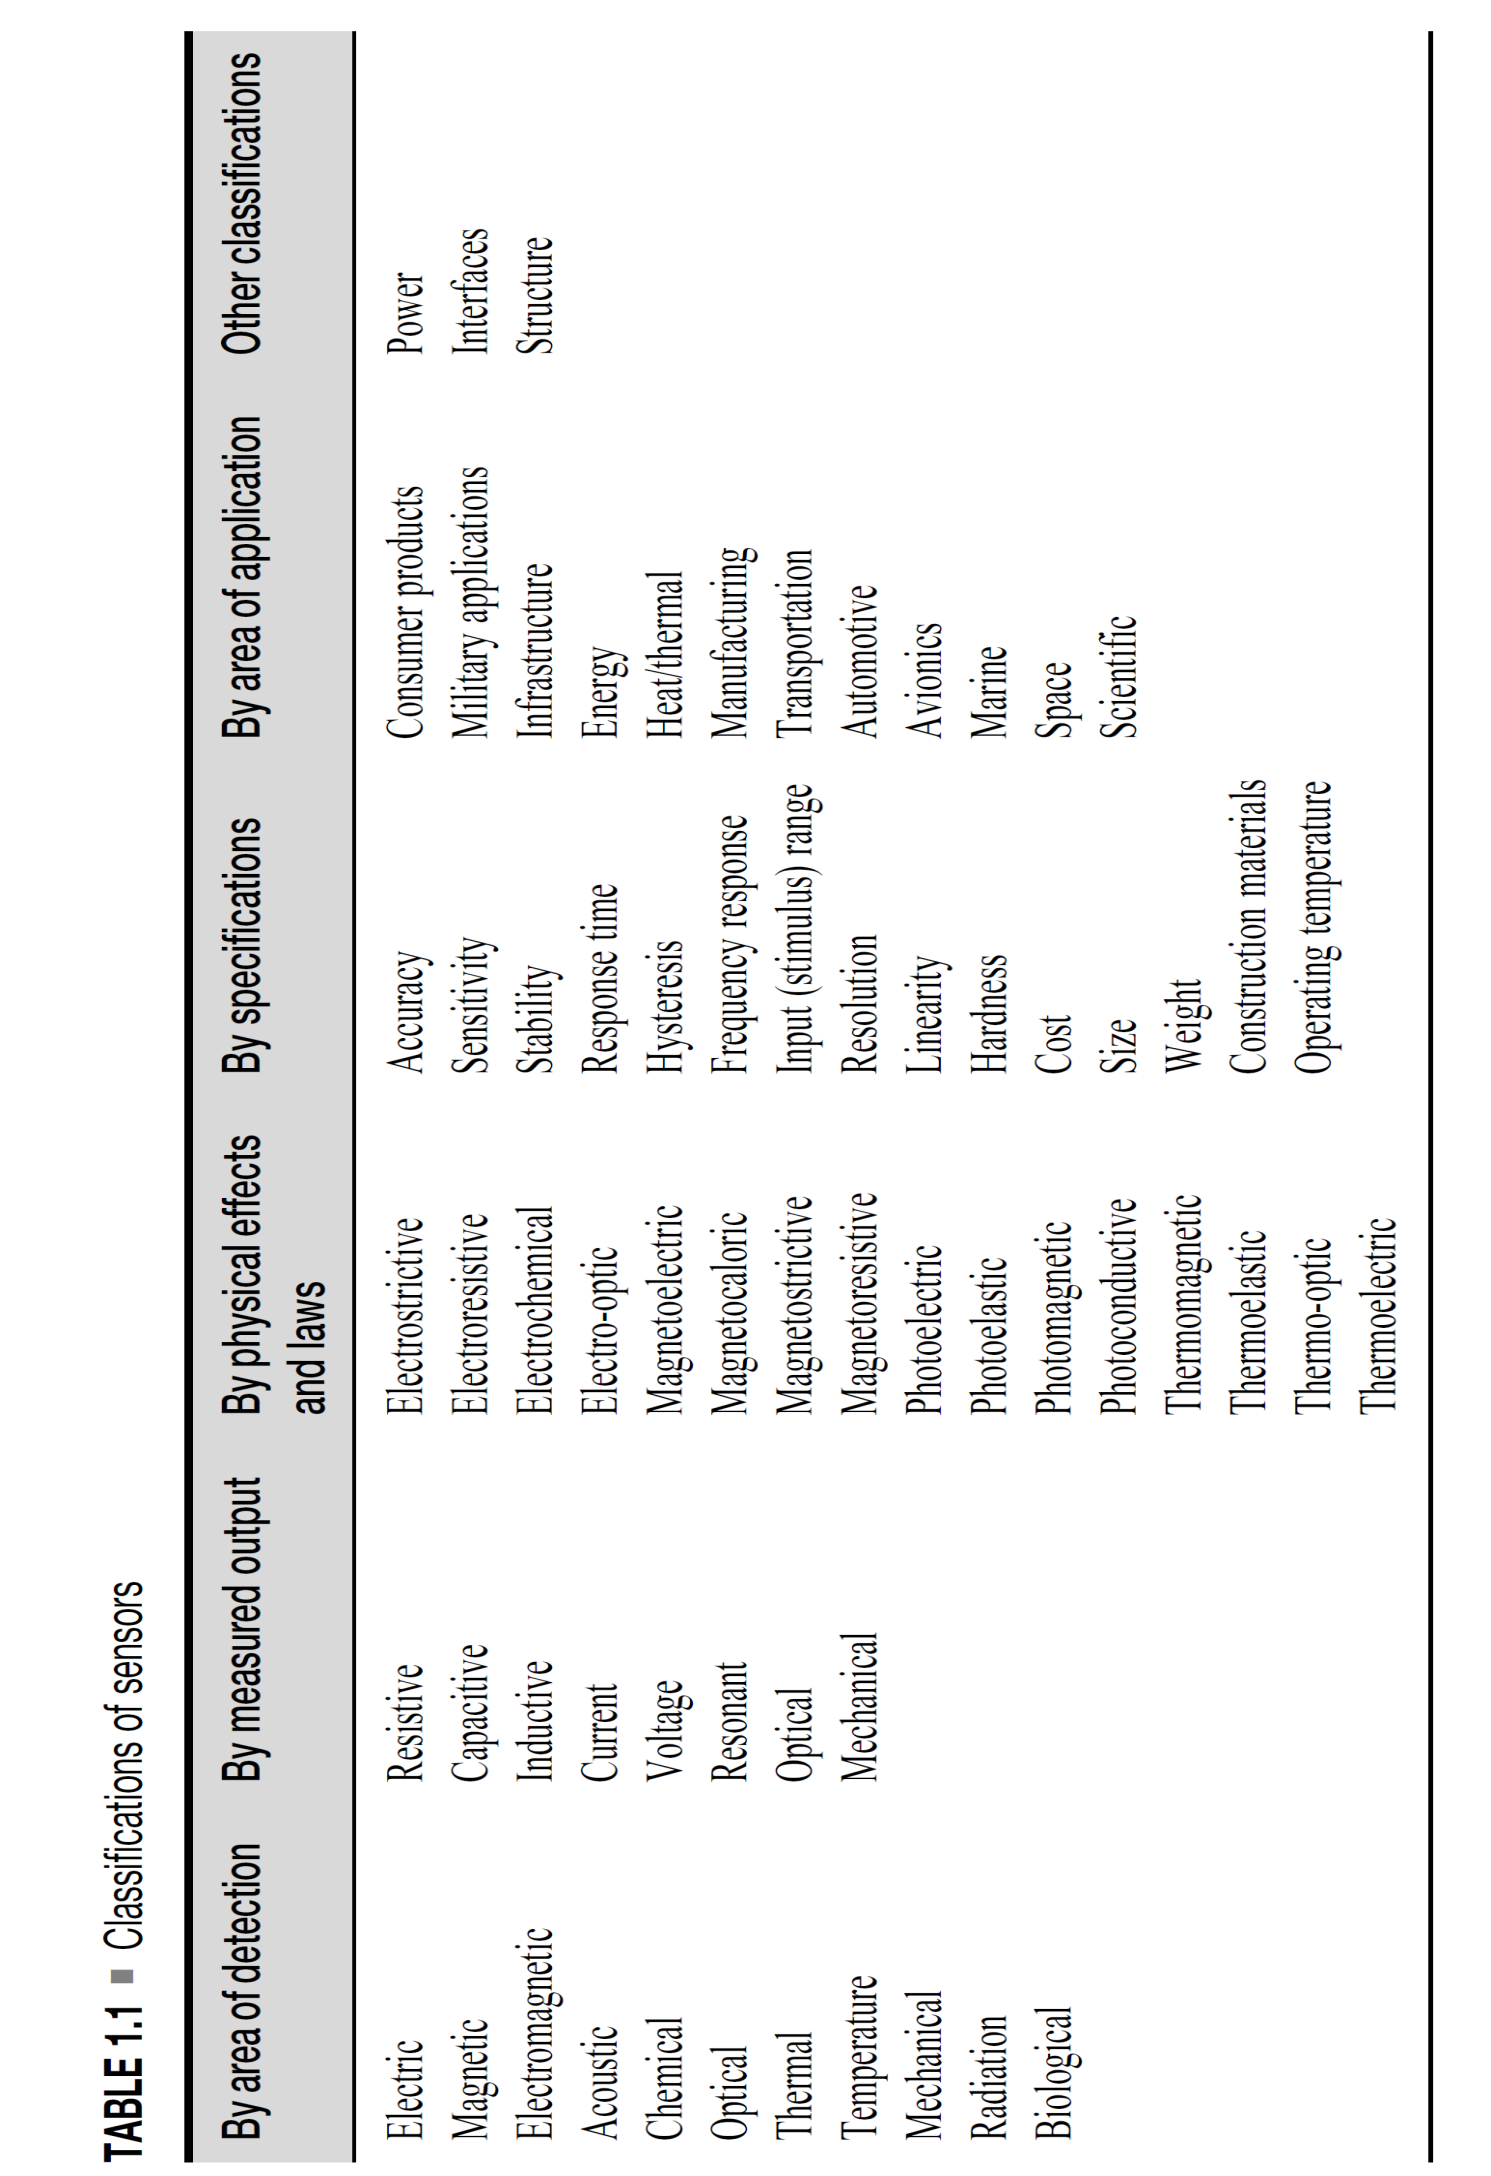 TABLE 1.1 ■ Classifications of sensors
By area of detection By measured output By physical effects By specifications By area of application Other classifications
and laws
Electric Resistive Electrostrictive Accuracy Consumer products Power
Magnetic Capacitive Electroresistive Sensitivity Military applications Interfaces
Electromagnetic Inductive Electrochemical Stability Infrastructure Structure
Acoustic Current Electro-optic Response time Energy
Chemical Voltage Magnetoelectric Hysteresis Heat/thermal
Optical Resonant Magnetocaloric Frequency response Manufacturing
Thermal Optical Magnetostrictive Input (stimulus) range Transportation
Temperature Mechanical Magnetoresistive Resolution Automotive
Mechanical Photoelectric Linearity Avionics
Radiation Photoelastic Hardness Marine
Biological Photomagnetic Cost Space
Photoconductive Size Scientific
Thermomagnetic Weight
Thermoelastic Construction materials
Thermo-optic Operating temperature
Thermoelectric